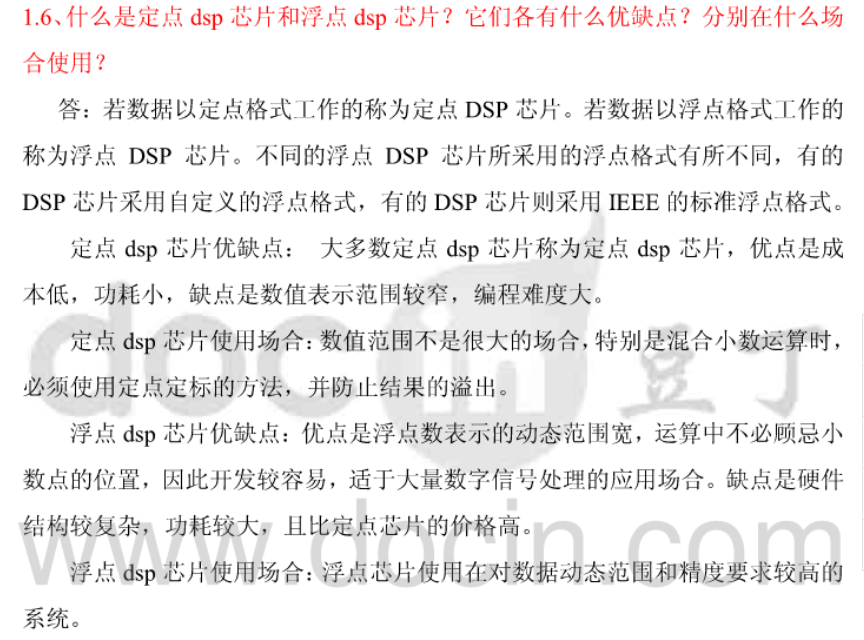 1.6、什么是定点 dsp 芯片和浮点 dsp 芯片？它们各有什么优缺点？分别在什么场
合使用？
答：若数据以定点格式工作的称为定点 DSP 芯片。若数据以浮点格式工作的
称为浮点 DSP 芯片。不同的浮点 DSP 芯片所采用的浮点格式有所不同，有的
DSP 芯片采用自定义的浮点格式，有的 DSP 芯片则采用 IEEE 的标准浮点格式。
定点 dsp 芯片优缺点： 大多数定点 dsp 芯片称为定点 dsp 芯片，优点是成
本低，功耗小，缺点是数值表示范围较窄，编程难度大。
定点 dsp 芯片使用场合：数值范围不是很大的场合，特别是混合小数运算时，
必须使用定点定标的方法，并防止结果的溢出。
浮点 dsp 芯片优缺点：优点是浮点数表示的动态范围宽，运算中不必顾忌小
数点的位置，因此开发较容易，适于大量数字信号处理的应用场合。缺点是硬件
结构较复杂，功耗较大，且比定点芯片的价格高。
浮点 dsp 芯片使用场合：浮点芯片使用在对数据动态范围和精度要求较高的
系统。
docin 豆丁
www.docin.com